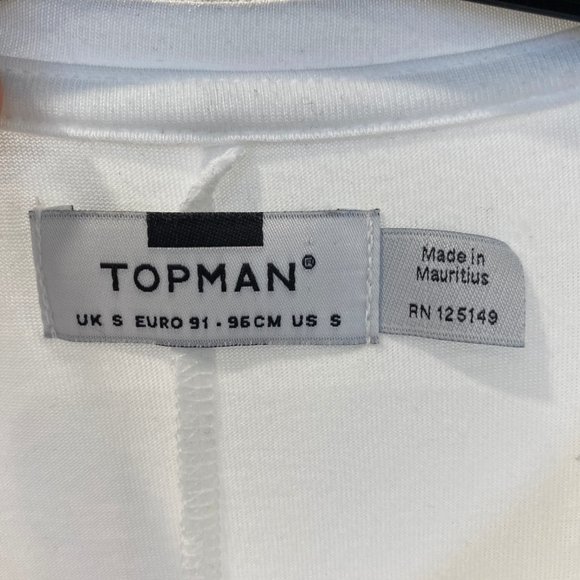 TOPMAN®
UK S EURO 91 - 96CM US S
Made in
Mauritius
RN 125149